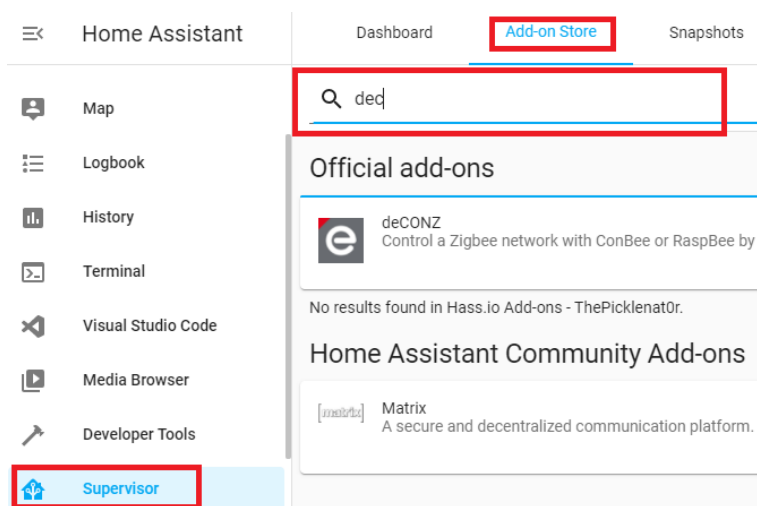 Home Assistant
Dashboard
Add-on Store
Snapshots
Map
Logbook
History
Terminal
Visual Studio Code
Media Browser
Developer Tools
Supervisor
dec
Official add-ons
deCONZ
Control a Zigbee network with ConBee or RaspBee by
No results found in Hass.io Add-ons - ThePicklenat0r.
Home Assistant Community Add-ons
[matrix]
Matrix
A secure and decentralized communication platform.